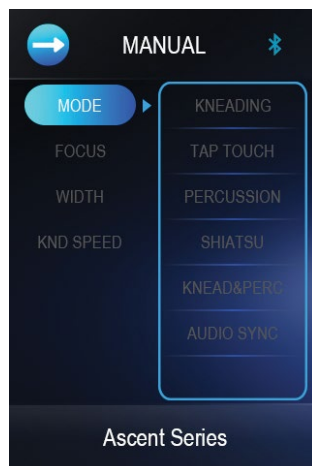 MANUAL
MODE
FOCUS
WIDTH
KND SPEED
KNEADING
TAP TOUCH
PERCUSSION
SHIATSU
KNEAD&PERC
AUDIO SYNC
Ascent Series